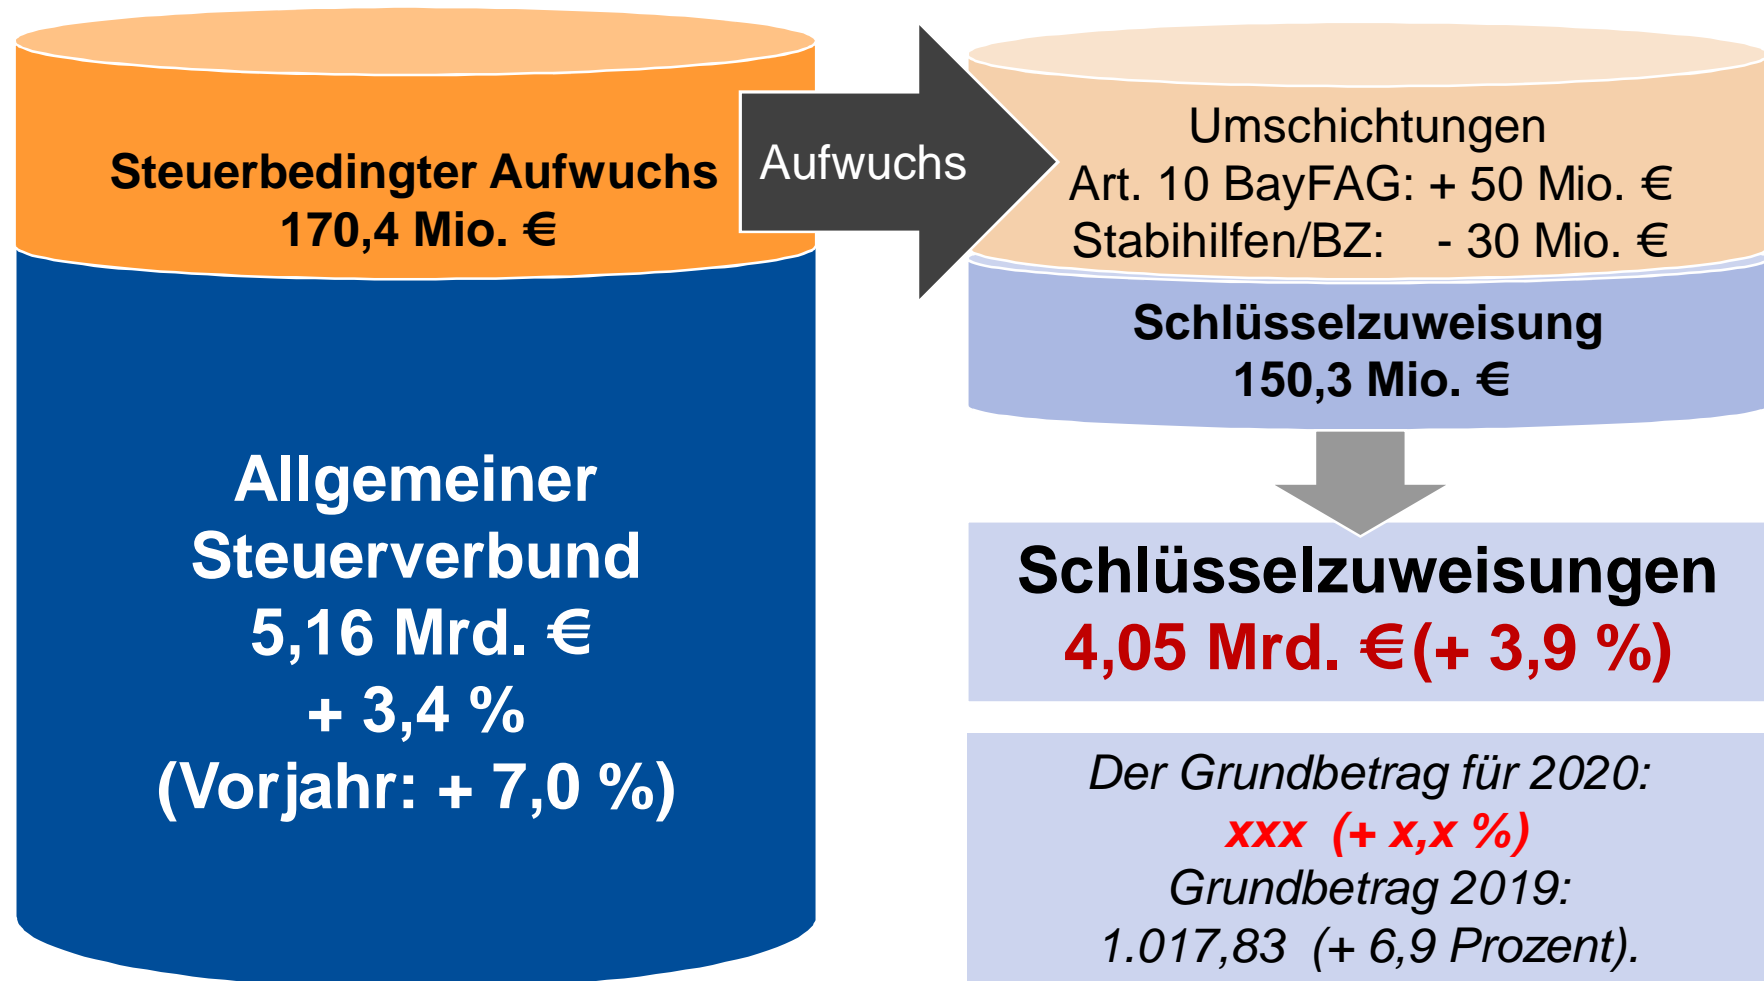 Steuerbedingter Aufwuchs
170,4 Mio. €
Allgemeiner
Steuerverbund
5,16 Mrd. €
+ 3,4 %
(Vorjahr: + 7,0 %)
Aufwuchs
Umschichtungen
Art. 10 BayFAG: + 50 Mio. €
Stabihilfen/BZ: - 30 Mio. €
Schlüsselzuweisung
150,3 Mio. €
Schlüsselzuweisungen
4,05 Mrd. € (+ 3,9 %)
Der Grundbetrag für 2020:
xxx (+ x,x %)
Grundbetrag 2019:
1.017,83 (+ 6,9 Prozent).